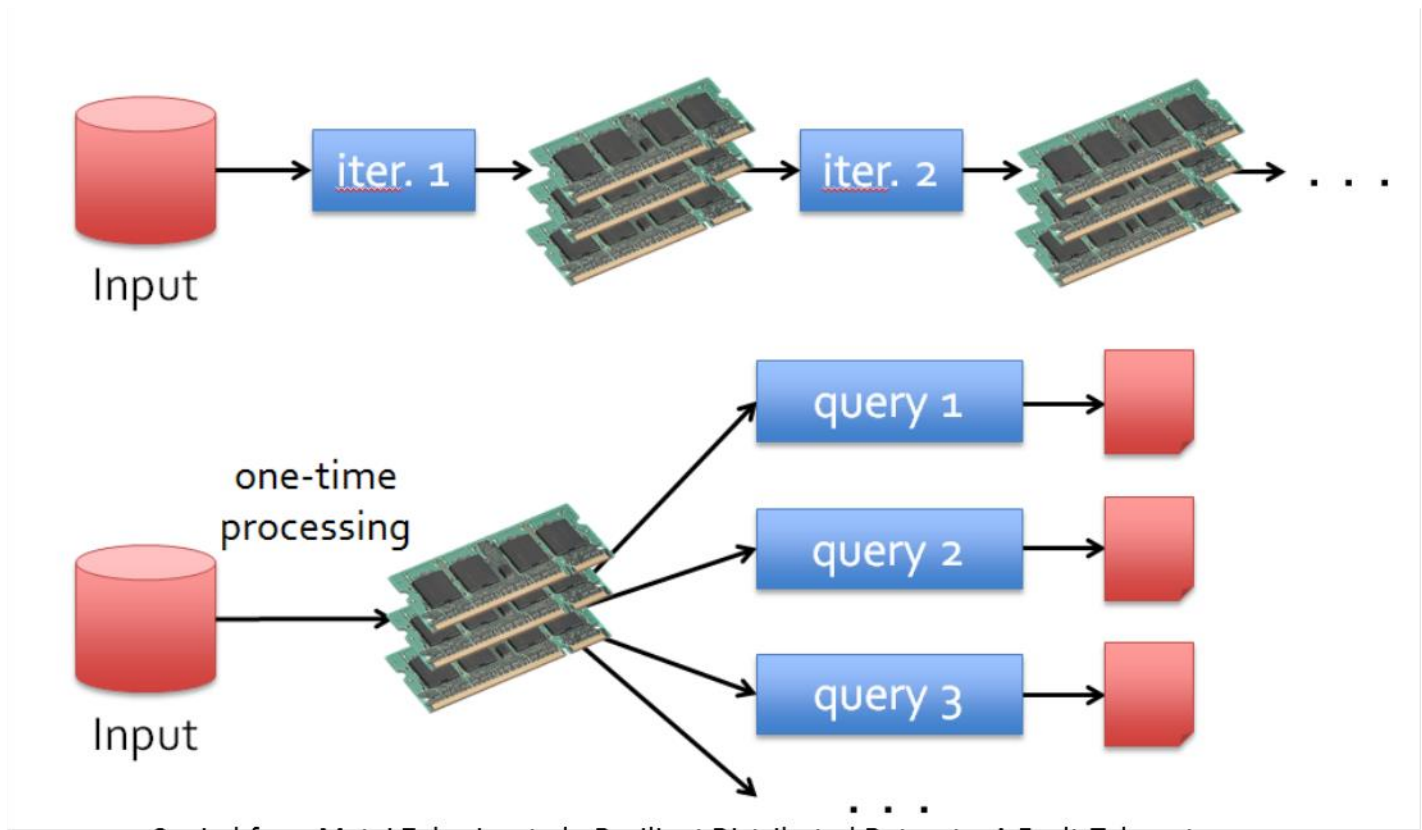 iter. 1
iter. 2
. . .
Input
query 1
one-time
processing
query 2
query 3
Input
. . .